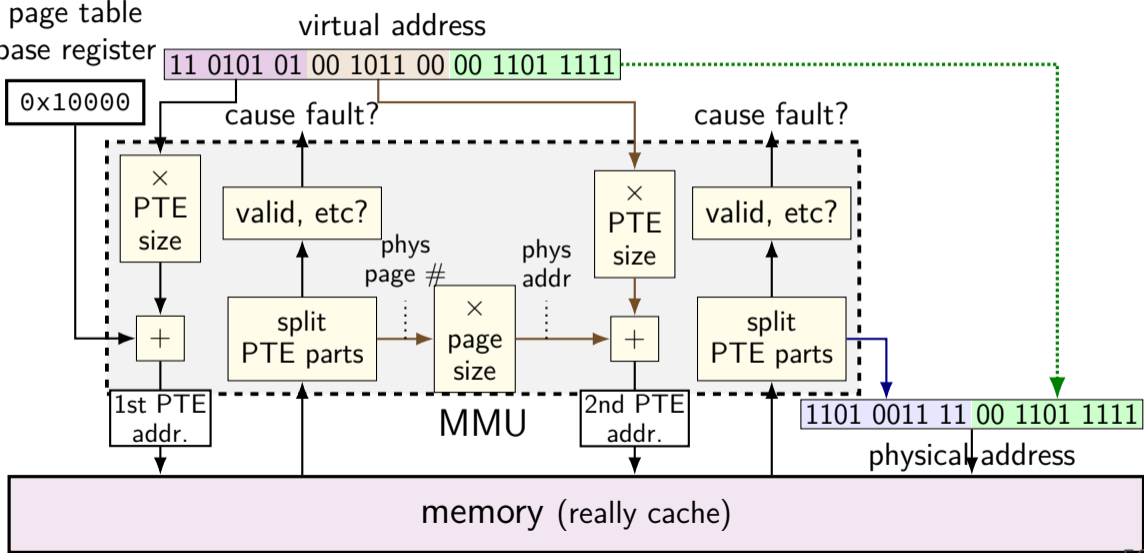 page table
base register
virtual address
11 0101 01 00 1011 00 00 1101 1111
0x10000
cause fault?
cause fault?
×
PTE
size
valid, etc?
×
PTE
size
valid, etc?
phys
page #
phys
addr
+
split
PTE parts
×
page
size
+
split
PTE parts
1st PTE
addr.
MMU
2nd PTE
addr.
1101 0011 11 00 1101 1111
physical address
memory (really cache)